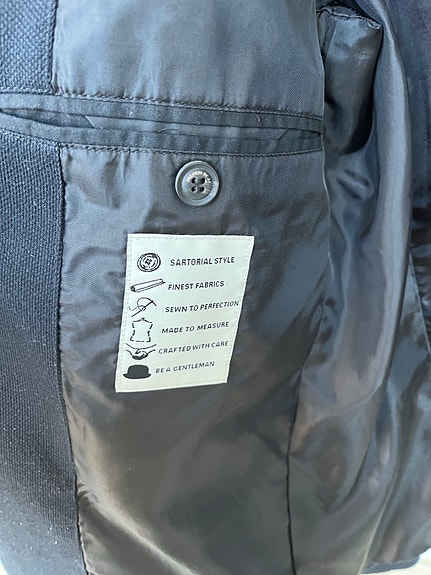 SARTORIAL STYLE
FINEST FABRICS
SEWN TO PERFECTION
MADE TO MEASURE
CRAFTED WITH CARE
BE A GENTLEMAN